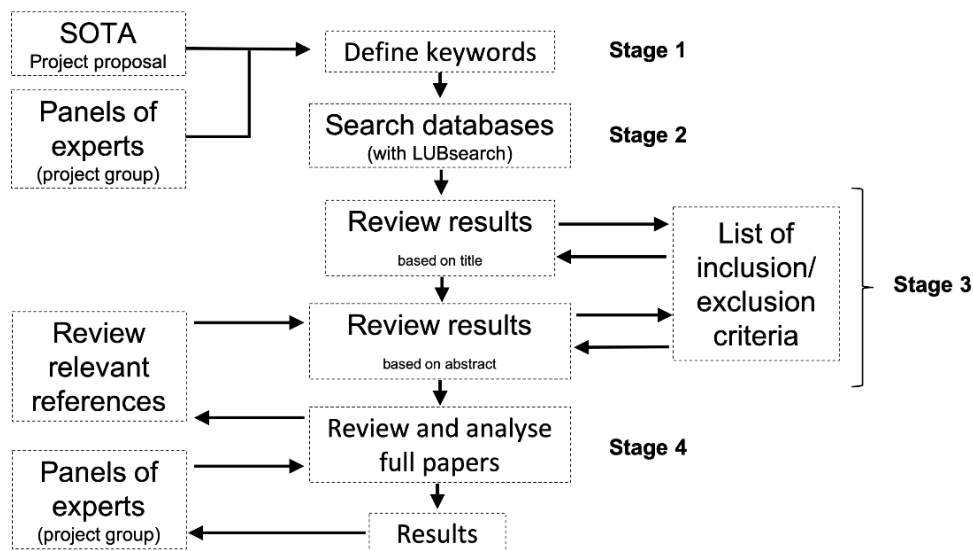 SOTA
Project proposal
Define keywords
Stage 1
Panels of
experts
(project group)
Search databases
(with LUBsearch)
Stage 2
Review results
based on title
List of
inclusion/
exclusion
criteria
Stage 3
Review
relevant
references
Review results
based on abstract
Review and analyse
full papers
Stage 4
Panels of
experts
(project group)
Results